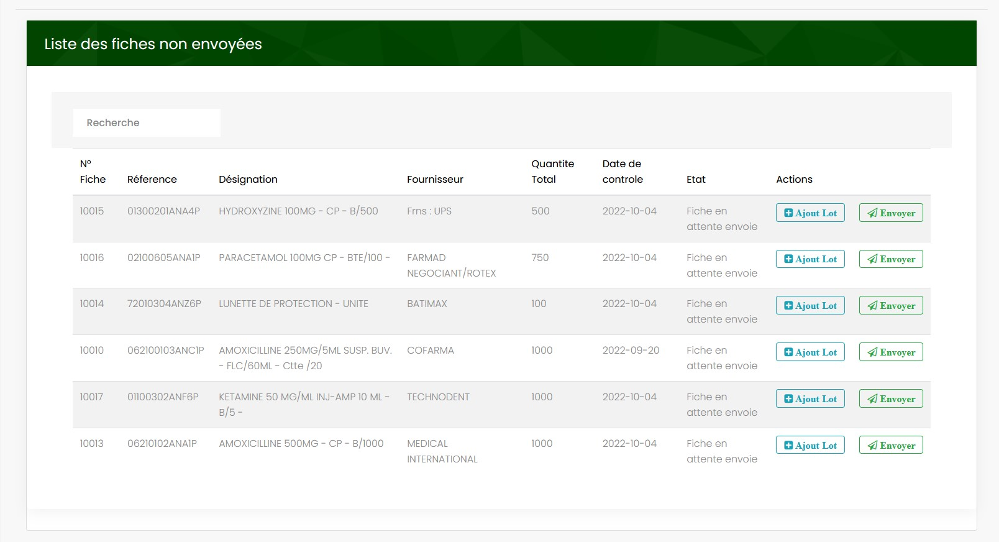 Liste des fiches non envoyées
Recherche
N°
Fiche Réference Désignation Fournisseur Quantite
Total Date de
controle Etat Actions
10015 01300201ANA4P HYDROXYZINE 100MG - CP - B/500 Frns : UPS 500 2022-10-04 Fiche en
attente envoie Ajout Lot Envoyer
10016 02100605ANA1P PARACETAMOL 100MG CP - BTE/100 - FARMAD
NEGOCIANT/ROTEX 750 2022-10-04 Fiche en
attente envoie Ajout Lot Envoyer
10014 72010304ANZ6P LUNETTE DE PROTECTION - UNITE BATIMAX 100 2022-10-04 Fiche en
attente envoie Ajout Lot Envoyer
10010 062100103ANC1P AMOXICILLINE 250MG/5ML SUSP. BUV.
- FLC/60ML - Ctte /20 COFARMA 1000 2022-09-20 Fiche en
attente envoie Ajout Lot Envoyer
10017 01100302ANF6P KETAMINE 50 MG/ML INJ-AMP 10 ML -
B/5 - TECHNODENT 1000 2022-10-04 Fiche en
attente envoie Ajout Lot Envoyer
10013 06210102ANA1P AMOXICILLINE 500MG - CP - B/1000 MEDICAL
INTERNATIONAL 1000 2022-10-04 Fiche en
attente envoie Ajout Lot Envoyer